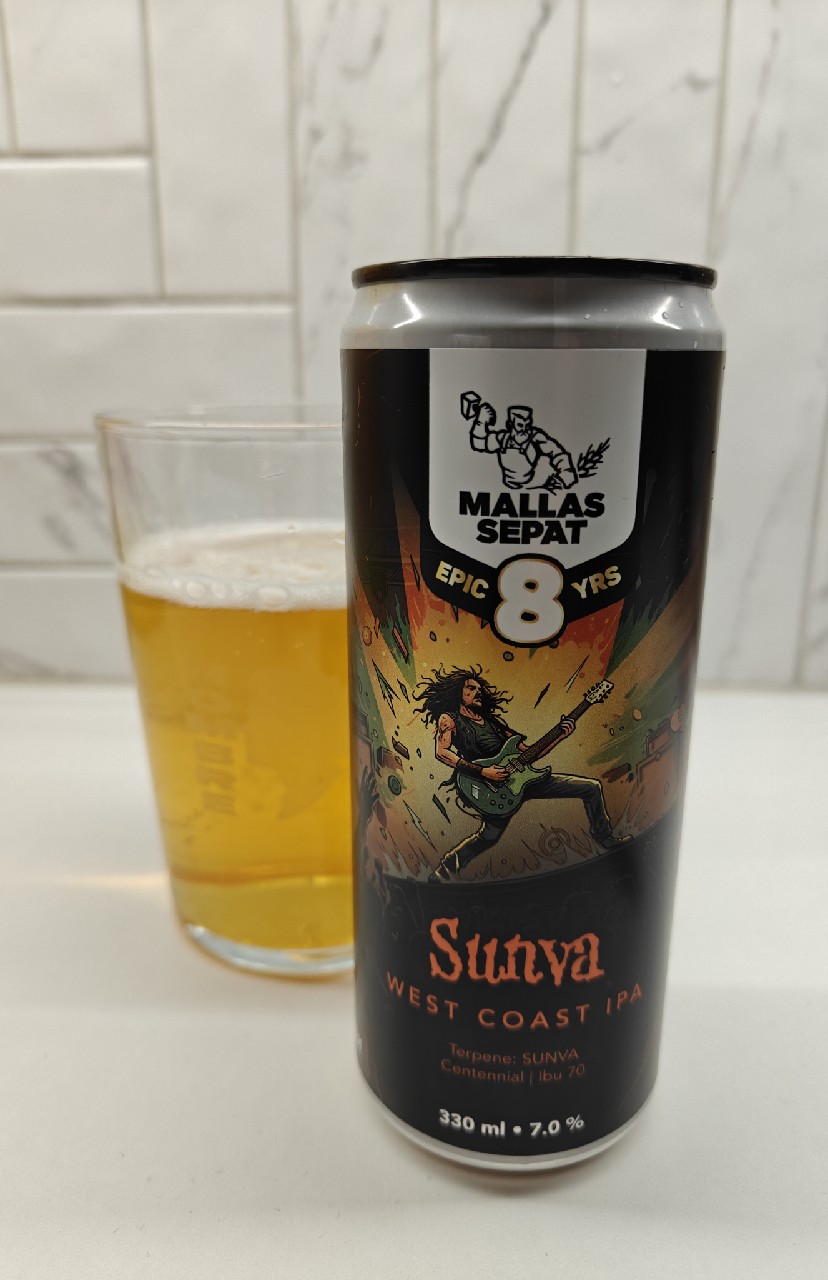 MALLAS
SEPAT
EPIC 8 YRS
Sunva
WEST COAST IPA
Terpene: SUNVA
Centennial | Ibu 70
330 ml • 7.0 %